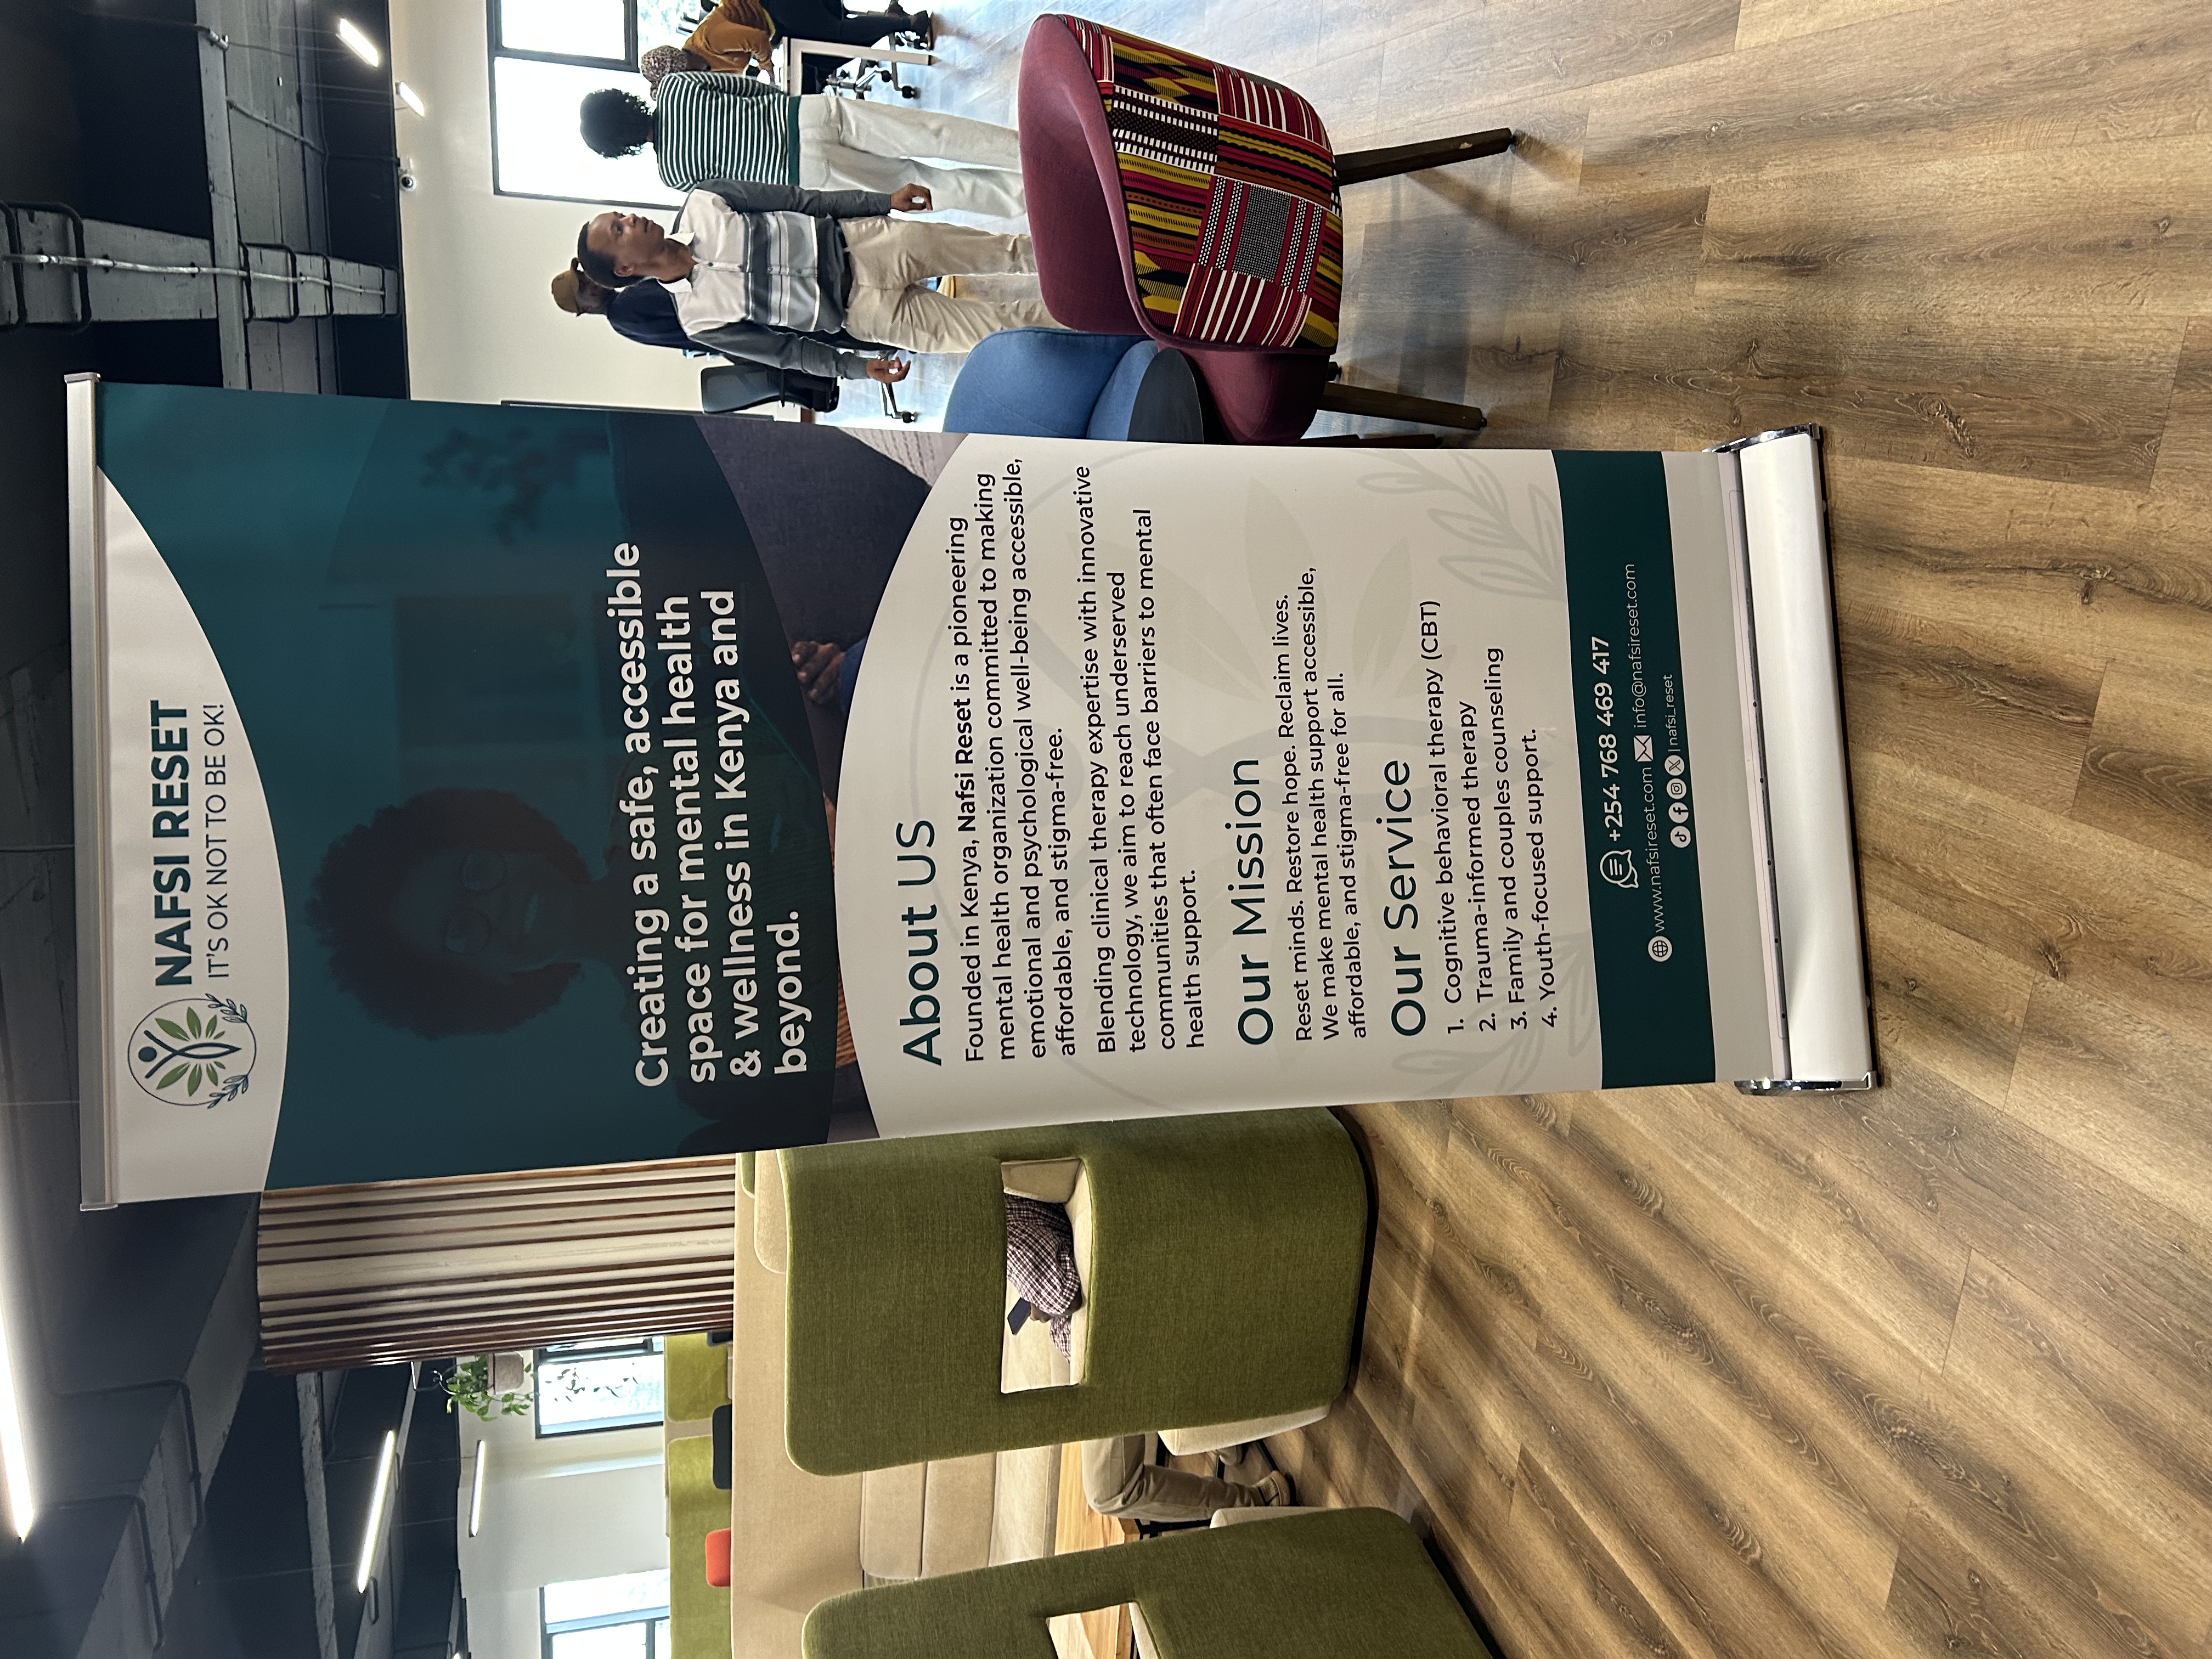 NAFSI RESET
IT'S OK NOT TO BE OK!
Creating a safe, accessible
space for mental health
& wellness in Kenya and
beyond.
About US
Founded in Kenya, Nafsi Reset is a pioneering
mental health organization committed to making
emotional and psychological well-being accessible,
affordable, and stigma-free.
Blending clinical therapy expertise with innovative
technology, we aim to reach underserved
communities that often face barriers to mental
health support.
Our Mission
Reset minds. Restore hope. Reclaim lives.
We make mental health support accessible,
affordable, and stigma-free for all.
Our Service
1. Cognitive behavioral therapy (CBT)
2. Trauma-informed therapy
3. Family and couples counseling
4. Youth-focused support.
+254 768 469 417
www.nafsireset.com info@nafsireset.com
| nafsi_reset